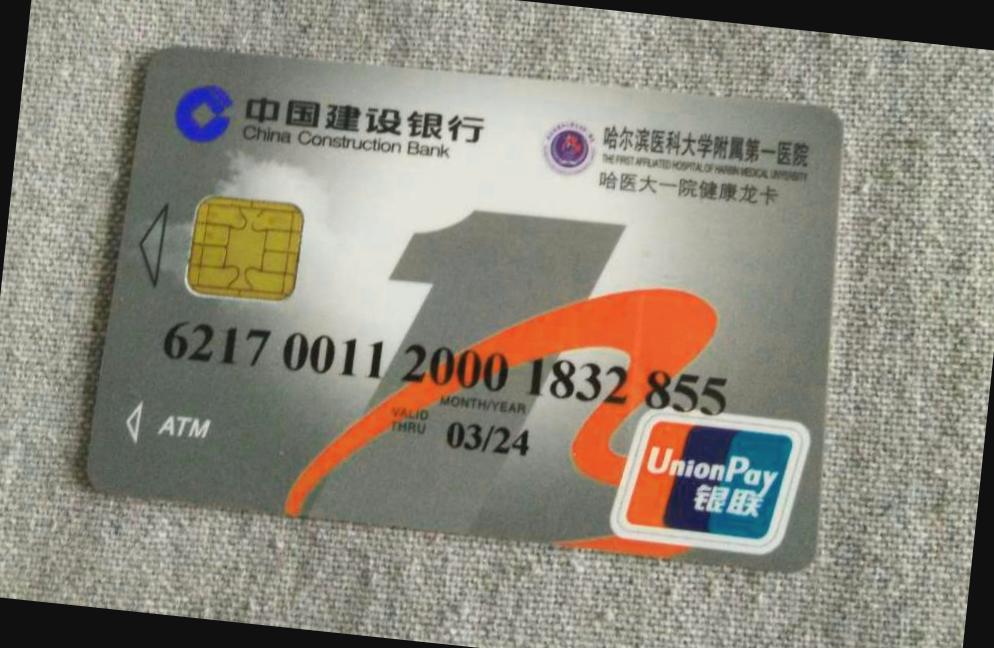 中国建设银行
China Construction Bank
哈尔滨医科大学附属第一医院
THE FIRST AFFILIATED HOSPITAL OF HARBIN MEDICAL UNIVERSITY
哈医大一院健康龙卡
6217 0011 2000 1832 855
MONTH/YEAR
VALID
THRU
03/24
ATM
UnionPay
银联